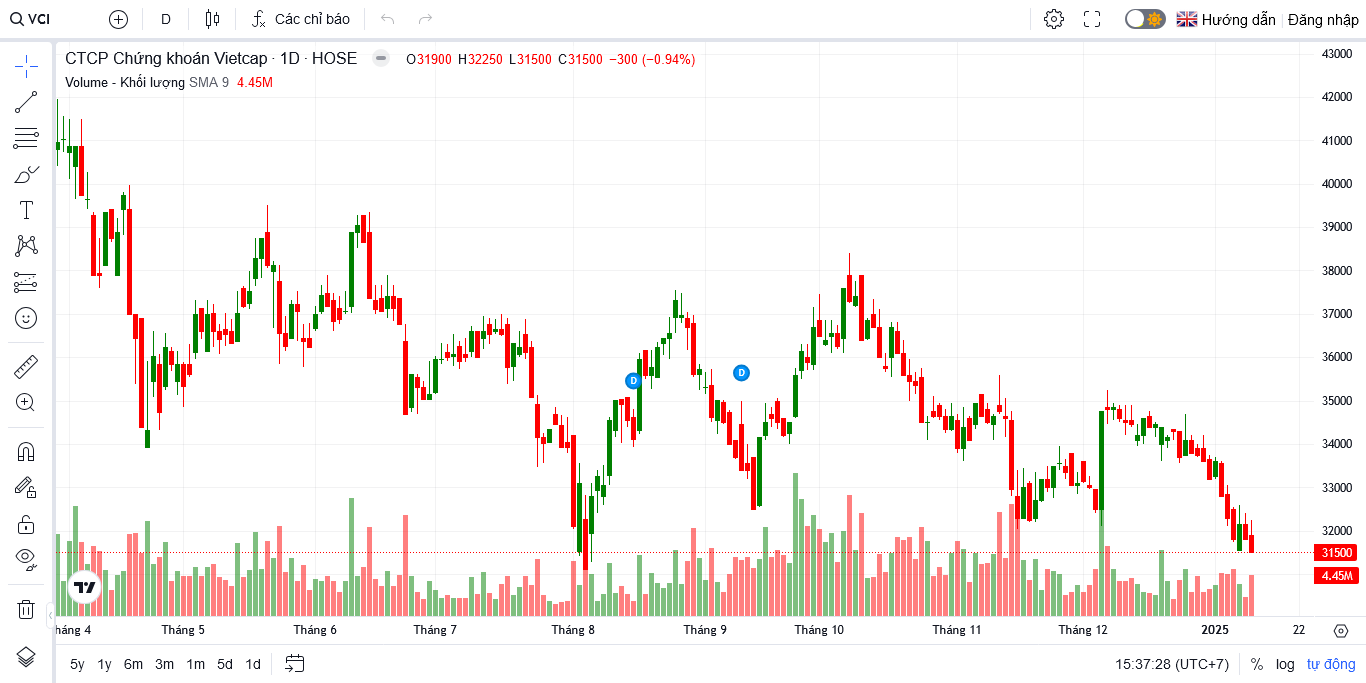 VCI D Các chỉ báo Hướng dẫn Đăng nhập
CTCP Chứng khoán Vietcap · 1D · HOSE O31900 H32250 L31500 C31500 −300 (−0.94%)
Volume - Khối lượng SMA 9 4.45M
43000
42000
41000
40000
39000
38000
37000
36000
35000
34000
33000
32000
31500
4.45M
D
D
háng 4 Tháng 5 Tháng 6 Tháng 7 Tháng 8 Tháng 9 Tháng 10 Tháng 11 Tháng 12 2025 22
5y 1y 6m 3m 1m 5d 1d 15:37:28 (UTC+7) % log tự động